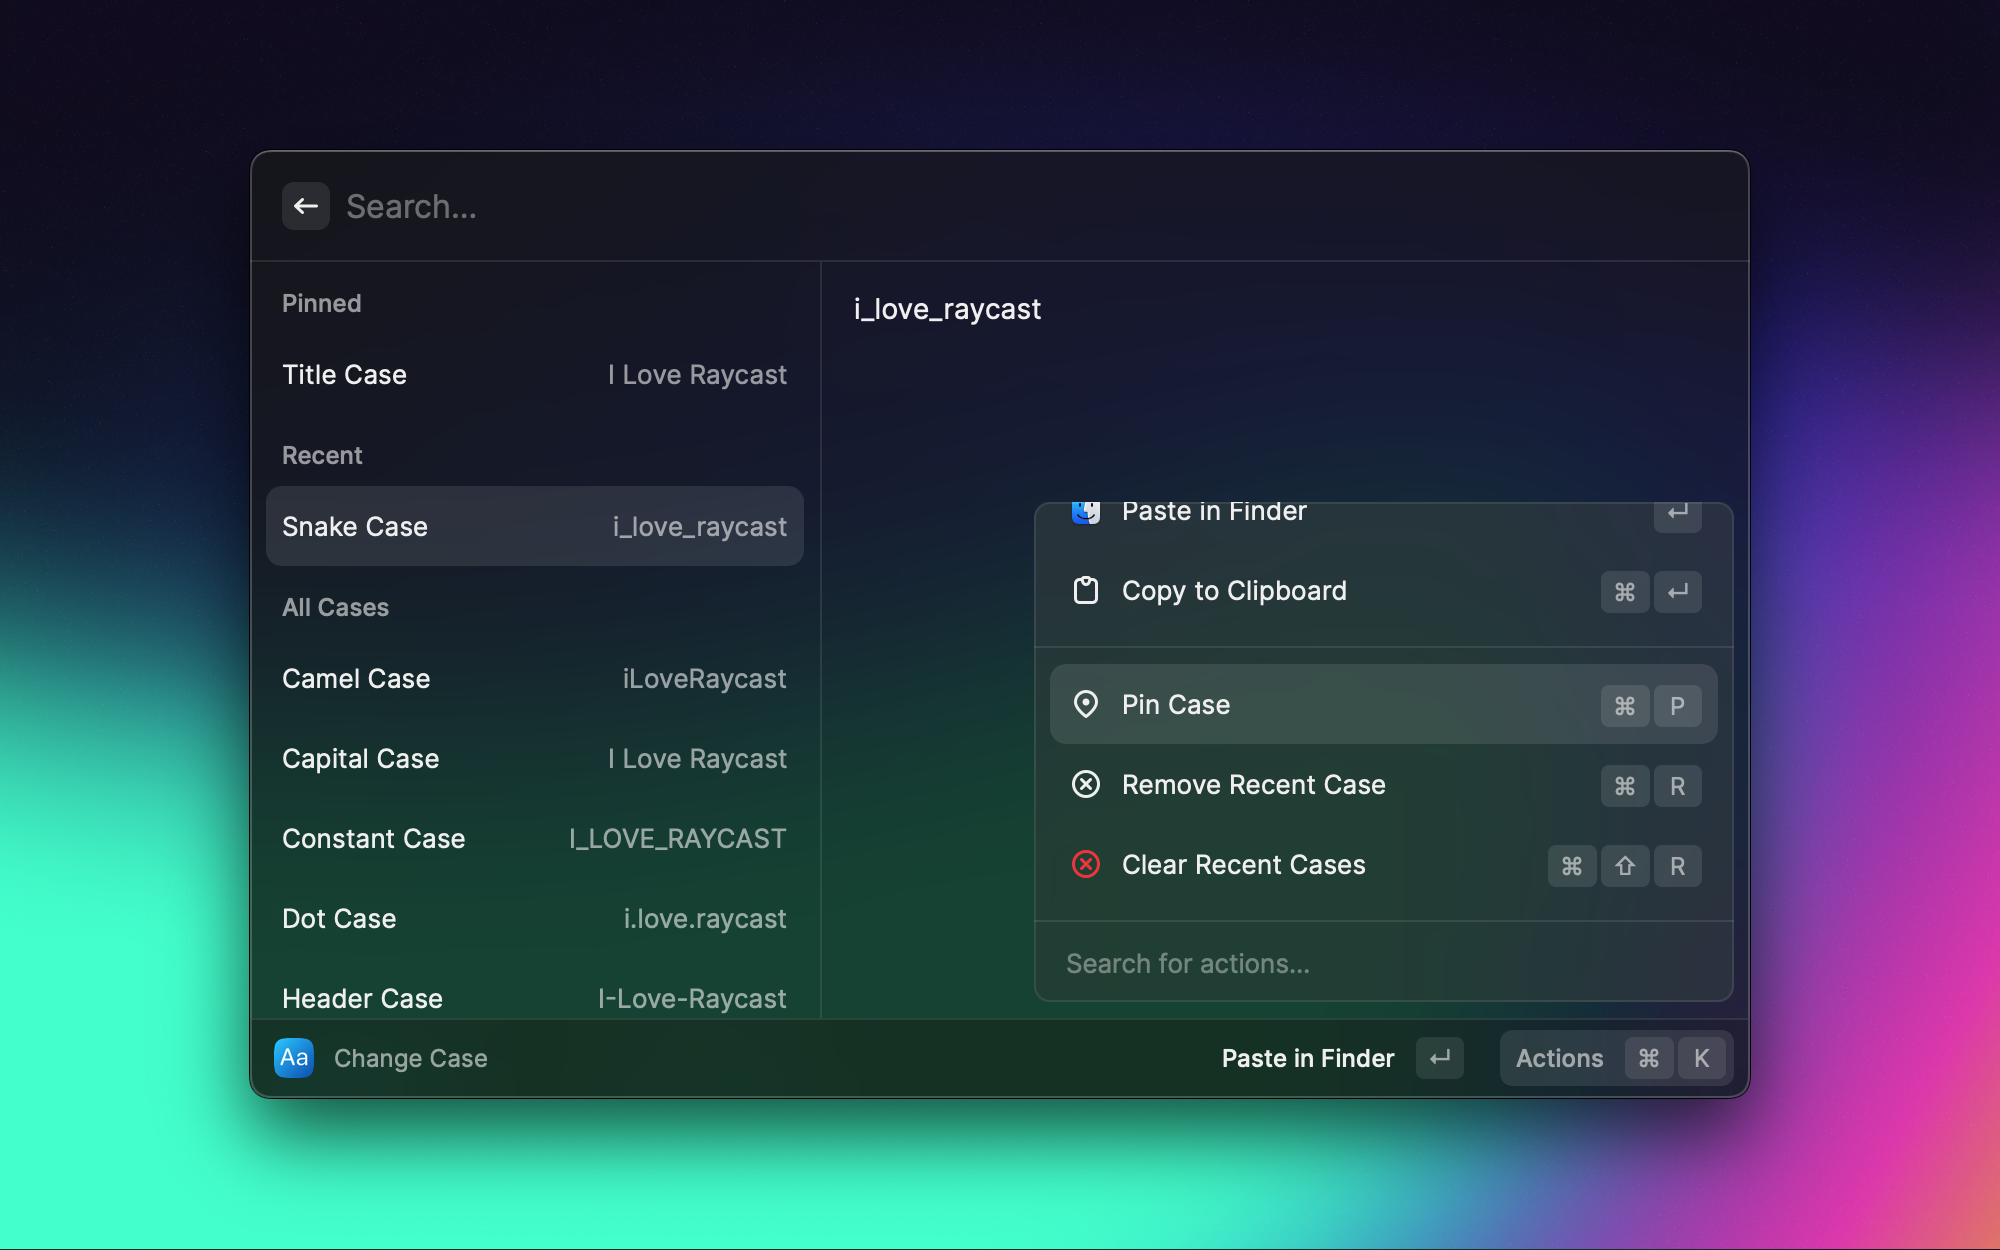 Search...
Pinned
Title Case I Love Raycast
Recent
Snake Case i_love_raycast
All Cases
Camel Case iLoveRaycast
Capital Case I Love Raycast
Constant Case I_LOVE_RAYCAST
Dot Case i.love.raycast
Header Case I-Love-Raycast
i_love_raycast
Paste in Finder ↵
Copy to Clipboard ⌘ ↵
Pin Case ⌘ P
Remove Recent Case ⌘ R
Clear Recent Cases ⌘ ⇧ R
Search for actions...
Aa Change Case
Paste in Finder ↵ Actions ⌘ K